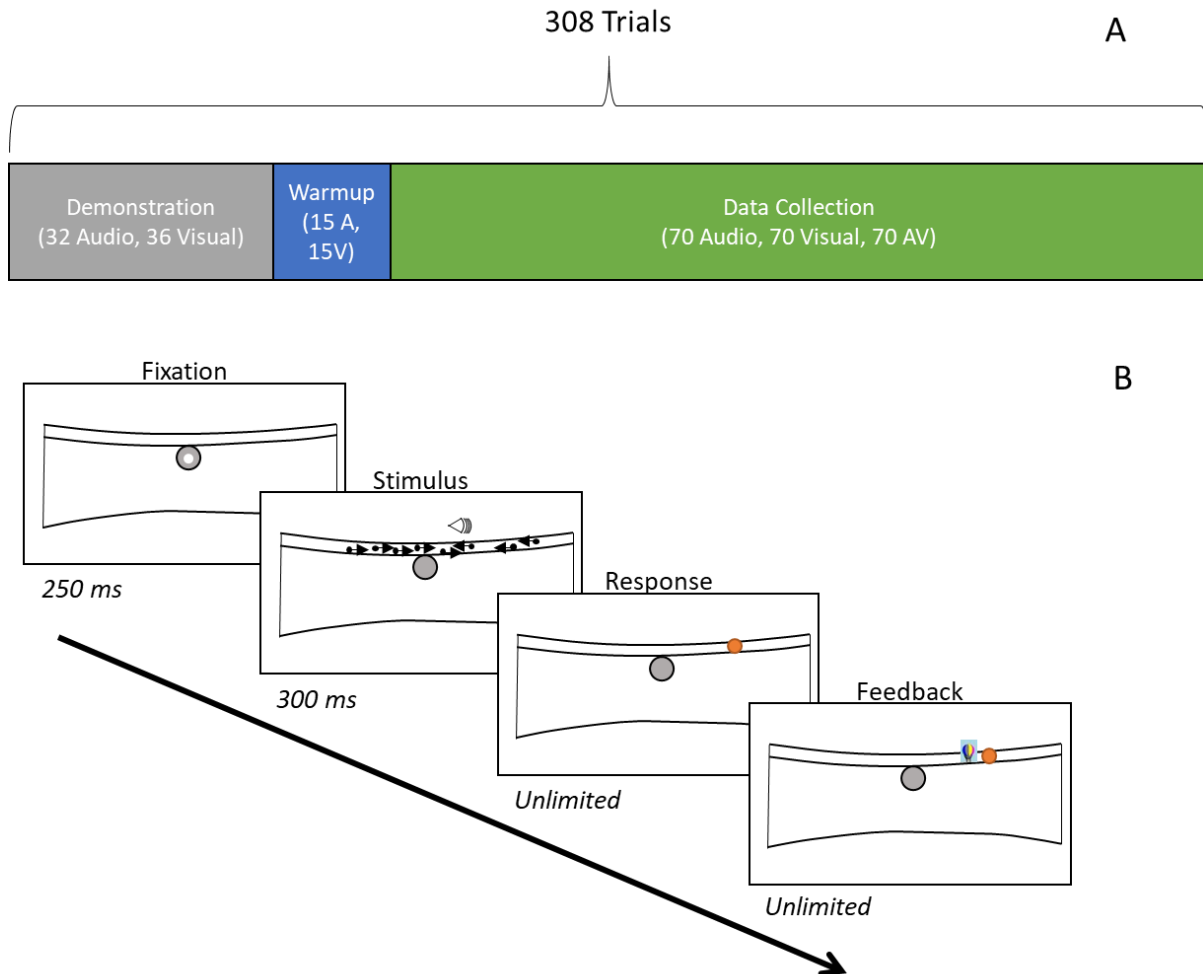 308 Trials
A
Demonstration
(32 Audio, 36 Visual)
Warmup
(15 A,
15V)
Data Collection
(70 Audio, 70 Visual, 70 AV)
B
Fixation
250 ms
Stimulus
300 ms
Response
Unlimited
Feedback
Unlimited